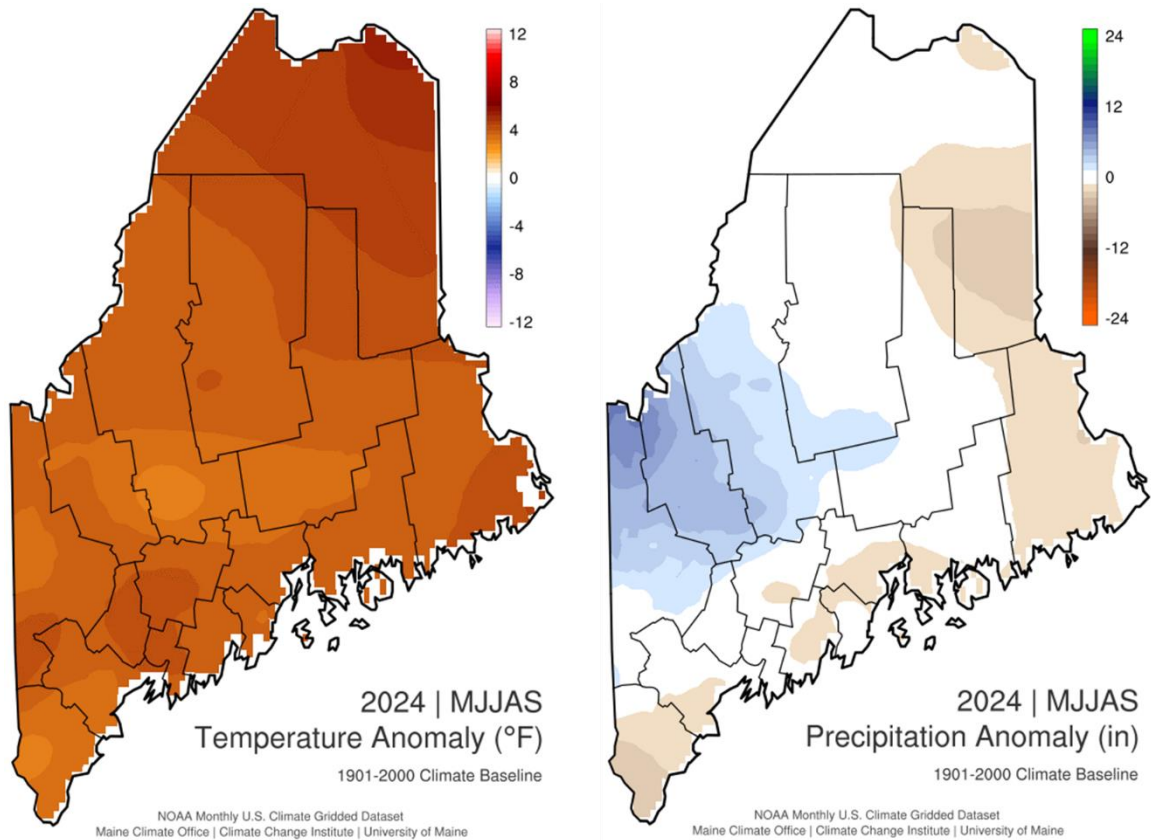 12
8
4
0
-4
-8
-12
2024 | MJJAS
Temperature Anomaly (°F)
1901-2000 Climate Baseline
NOAA Monthly U.S. Climate Gridded Dataset
Maine Climate Office | Climate Change Institute | University of Maine
24
12
0
-12
-24
2024 | MJJAS
Precipitation Anomaly (in)
1901-2000 Climate Baseline
NOAA Monthly U.S. Climate Gridded Dataset
Maine Climate Office | Climate Change Institute | University of Maine